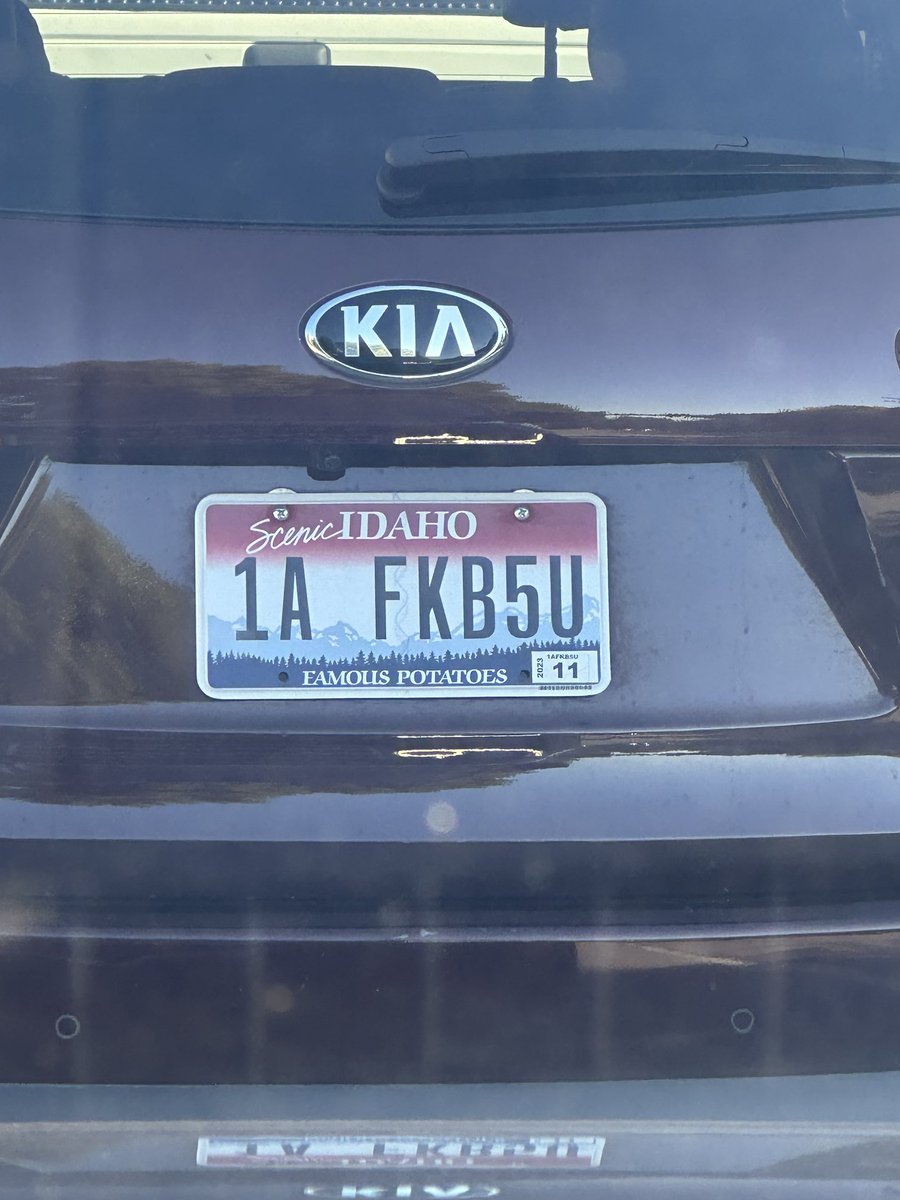 KIA
Scenic IDAHO
1A FKB5U
1AFKB5U
2023
11
FAMOUS POTATOES